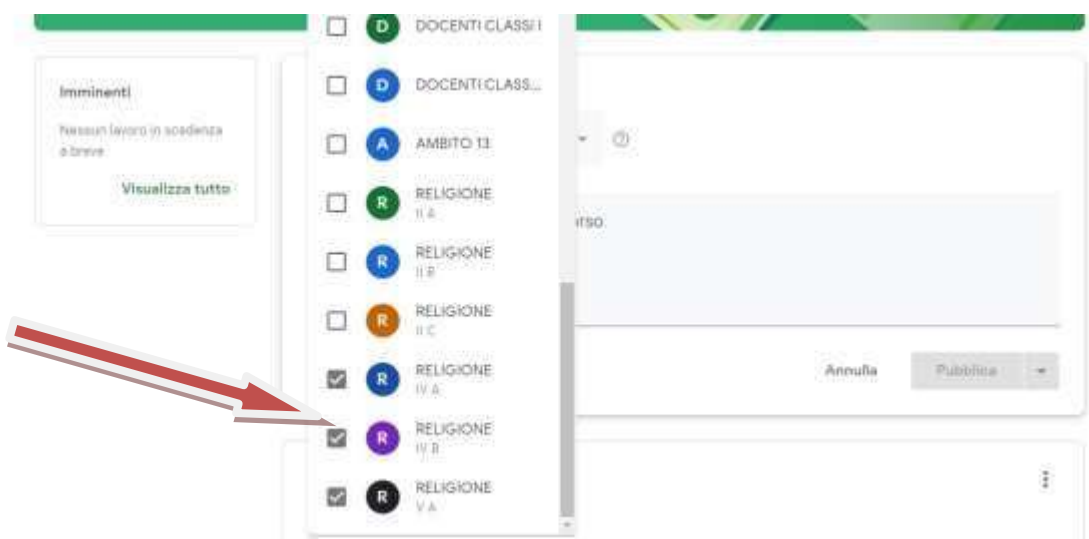 D DOCENTI CLASSI I
D DOCENTI CLASS...
A AMBITO 13
R RELIGIONE
II A
R RELIGIONE
II B
R RELIGIONE
II C
R RELIGIONE
IV A
R RELIGIONE
IV B
R RELIGIONE
V A
Imminenti
Nessun lavoro in scadenza
a breve
Visualizza tutto
orso
Annulla
Pubblica